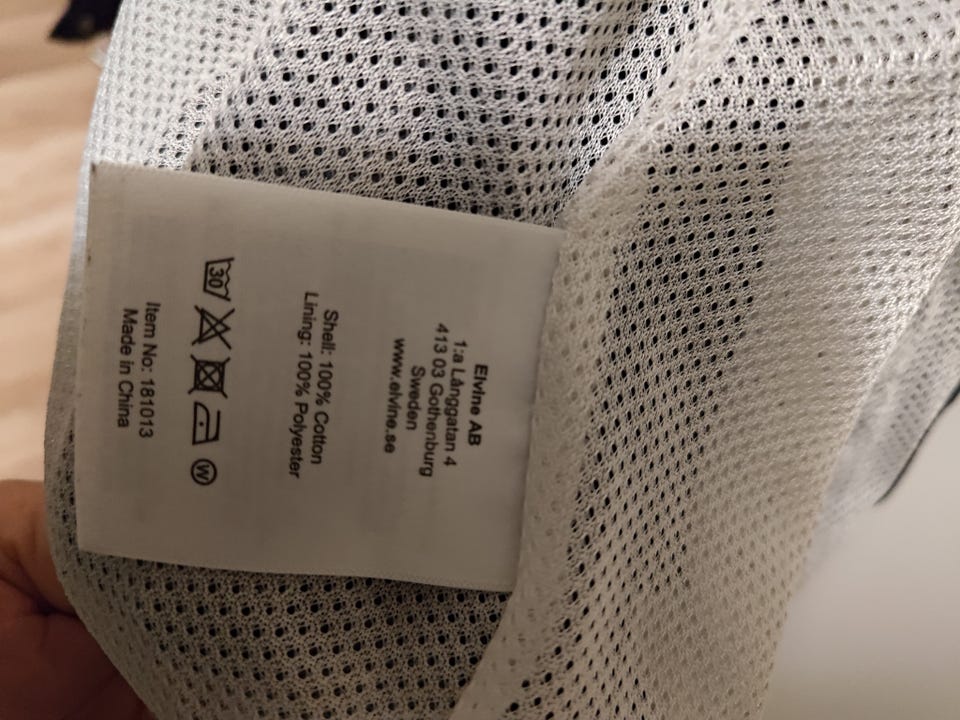 Elvine AB
1:a Långgatan 4
413 03 Gothenburg
Sweden
www.elvine.se
Shell: 100% Cotton
Lining: 100% Polyester
30
W
Item No: 181013
Made in China